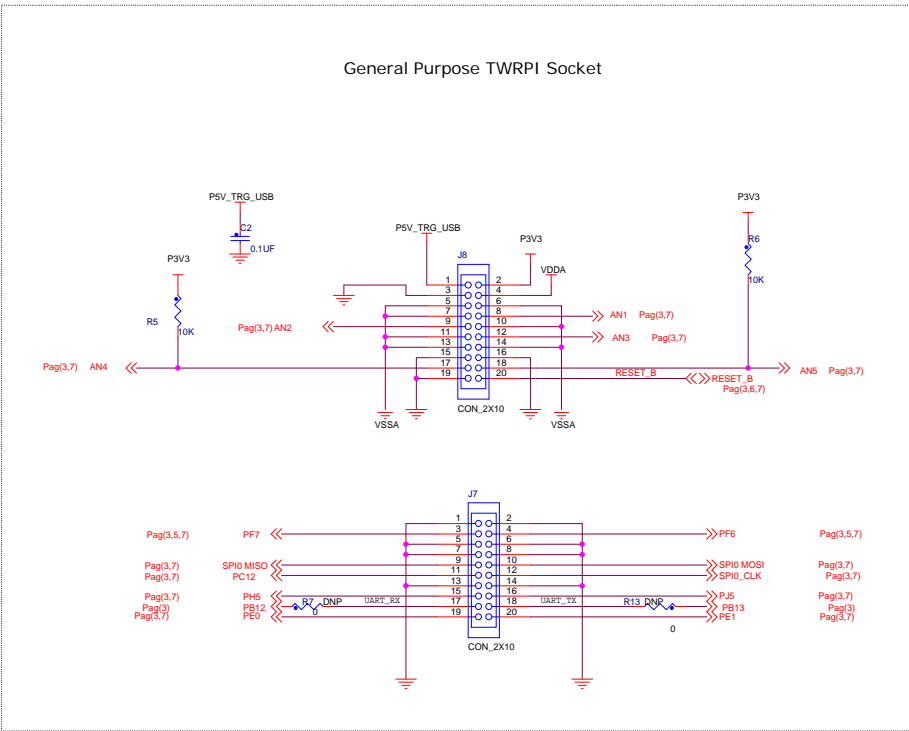 General Purpose TWRPI Socket
P5V_TRG_USB
C2
0.1UF
P3V3
R5
10K
P5V_TRG_USB
P3V3
VDDA
J8
P3V3
R6
10K
1 2
3 4
5 6
7 8
9 10
11 12
13 14
15 16
17 18
19 20
CON_2X10
AN1 Pag(3,7)
Pag(3,7) AN2
AN3 Pag(3,7)
Pag(3,7) AN4
AN5 Pag(3,7)
RESET_B
RESET_B
Pag(3,6,7)
VSSA
VSSA
J7
1 2
3 4
5 6
7 8
9 10
11 12
13 14
15 16
17 18
19 20
CON_2X10
Pag(3,5,7) PF7
PF6 Pag(3,5,7)
Pag(3,7) SPI0 MISO
SPI0 MOSI Pag(3,7)
Pag(3,7) PC12
SPI0_CLK Pag(3,7)
Pag(3,7) PH5
PJ5 Pag(3,7)
Pag(3) PB12
R7 DNP
0
UART_RX
UART_TX
R13 DNP
0
PB13 Pag(3)
Pag(3,7) PE0
PE1 Pag(3,7)